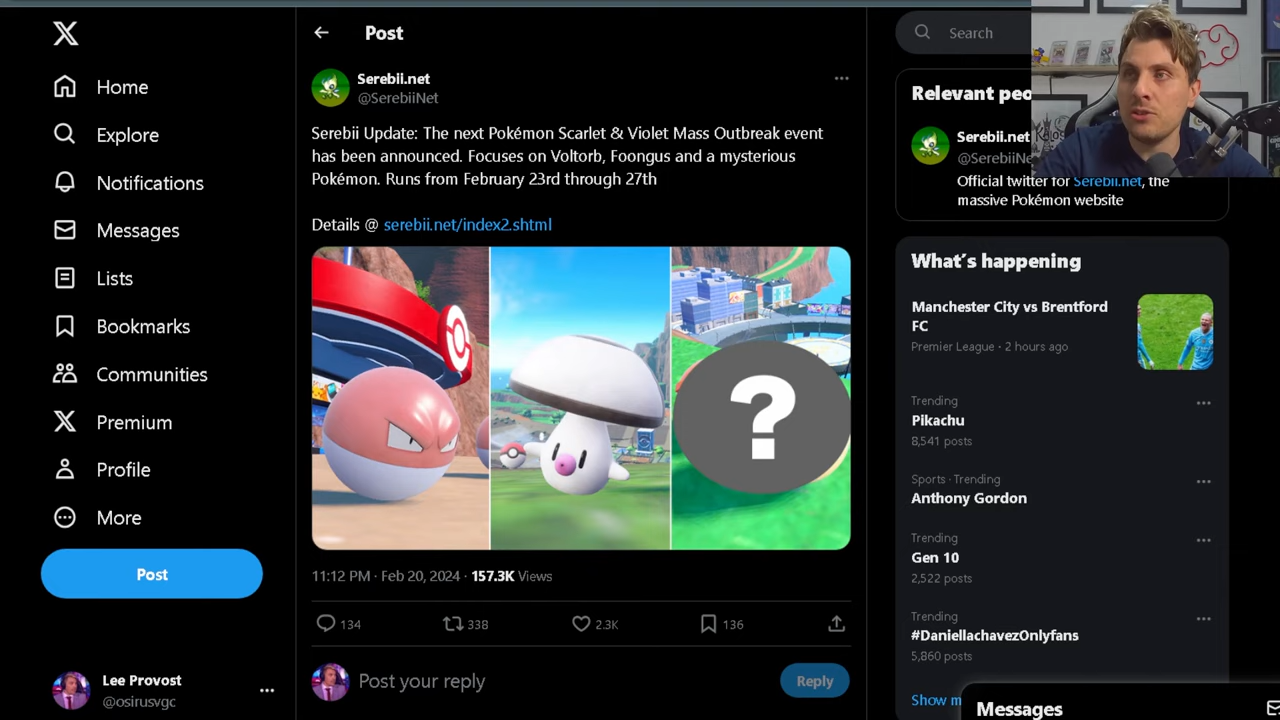 Home
Explore
Notifications
Messages
Lists
Bookmarks
Communities
Premium
Profile
More
Post
Lee Provost
@osirusvgc
Post
Serebii.net
@SerebiiNet
Serebii Update: The next Pokémon Scarlet & Violet Mass Outbreak event
has been announced. Focuses on Voltorb, Foongus and a mysterious
Pokémon. Runs from February 23rd through 27th
Details @ serebii.net/index2.shtml
?
11:12 PM · Feb 20, 2024 · 157.3K Views
134 338 2.3K 136
Post your reply
Reply
Search
Relevant peo
Serebii.net
@SerebiiNe
Official twitter for Serebii.net, the
massive Pokémon website
What's happening
Manchester City vs Brentford
FC
Premier League · 2 hours ago
Trending
Pikachu
8,541 posts
Sports · Trending
Anthony Gordon
Trending
Gen 10
2,522 posts
Trending
#DaniellachavezOnlyfans
5,860 posts
Show m
Messages